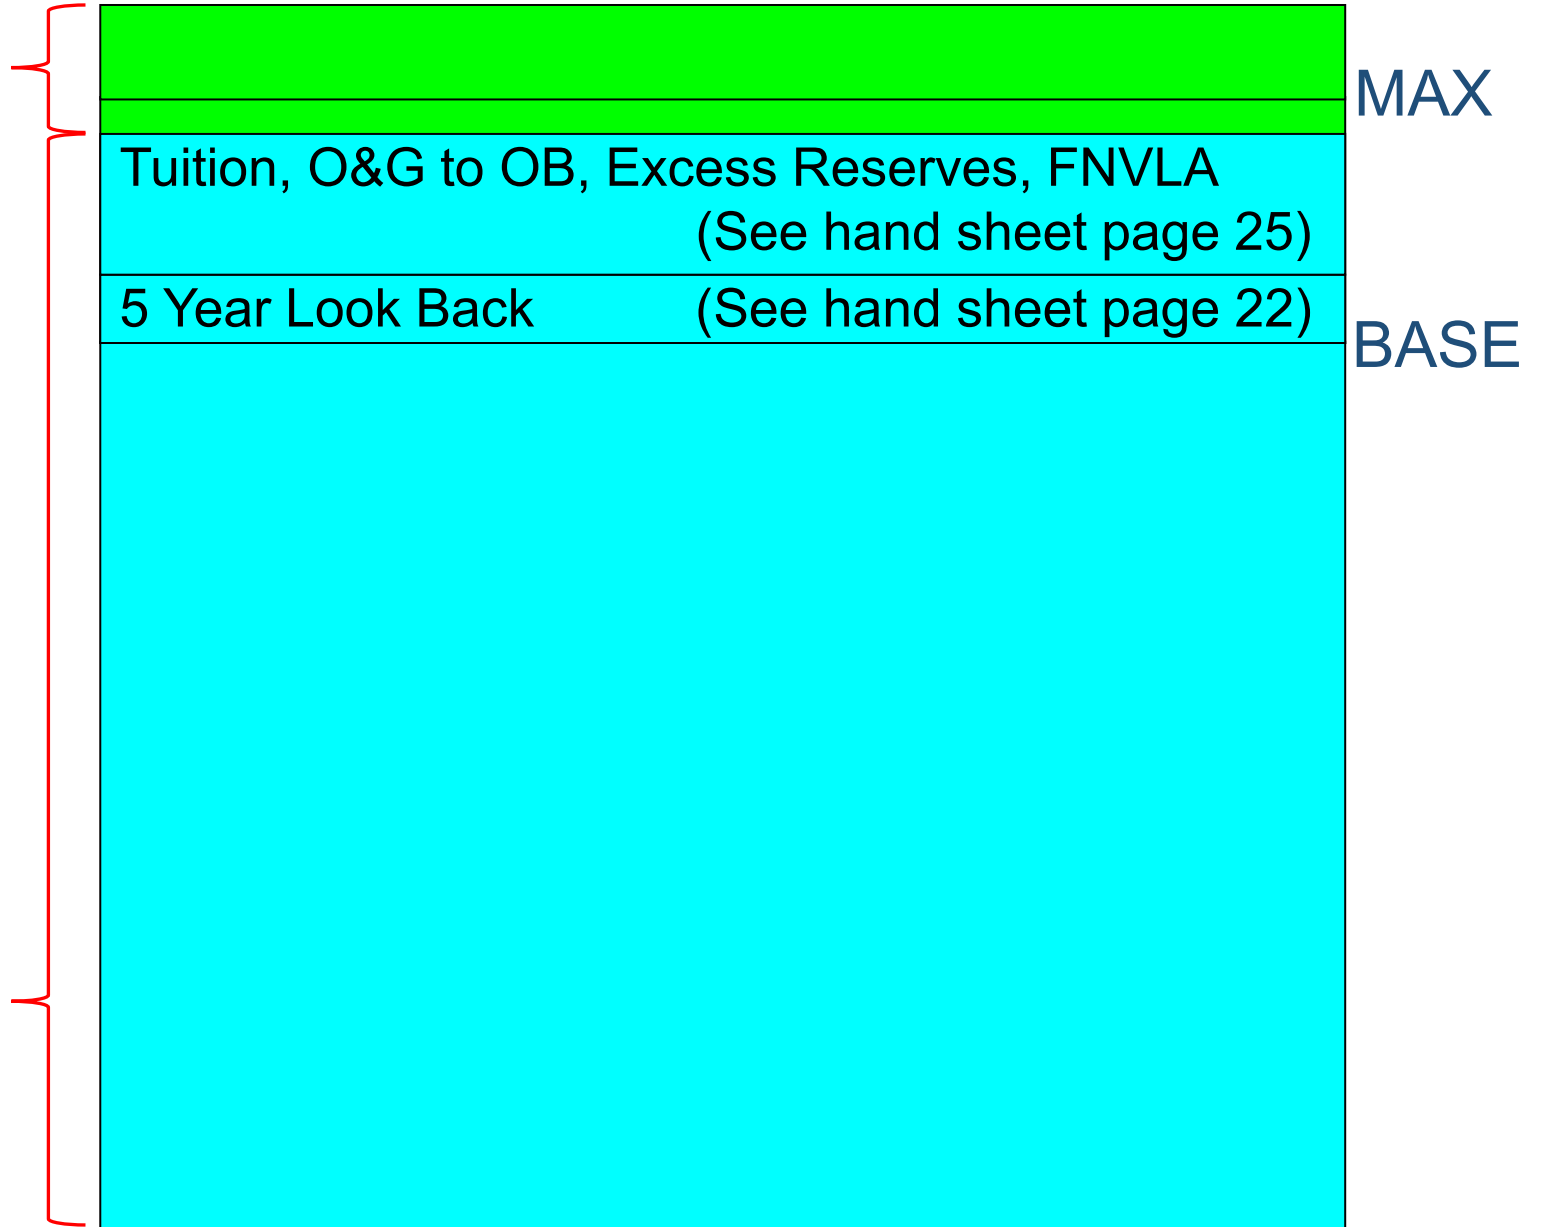 MAX
Tuition, O&G to OB, Excess Reserves, FNVLA
(See hand sheet page 25)
5 Year Look Back (See hand sheet page 22)
BASE